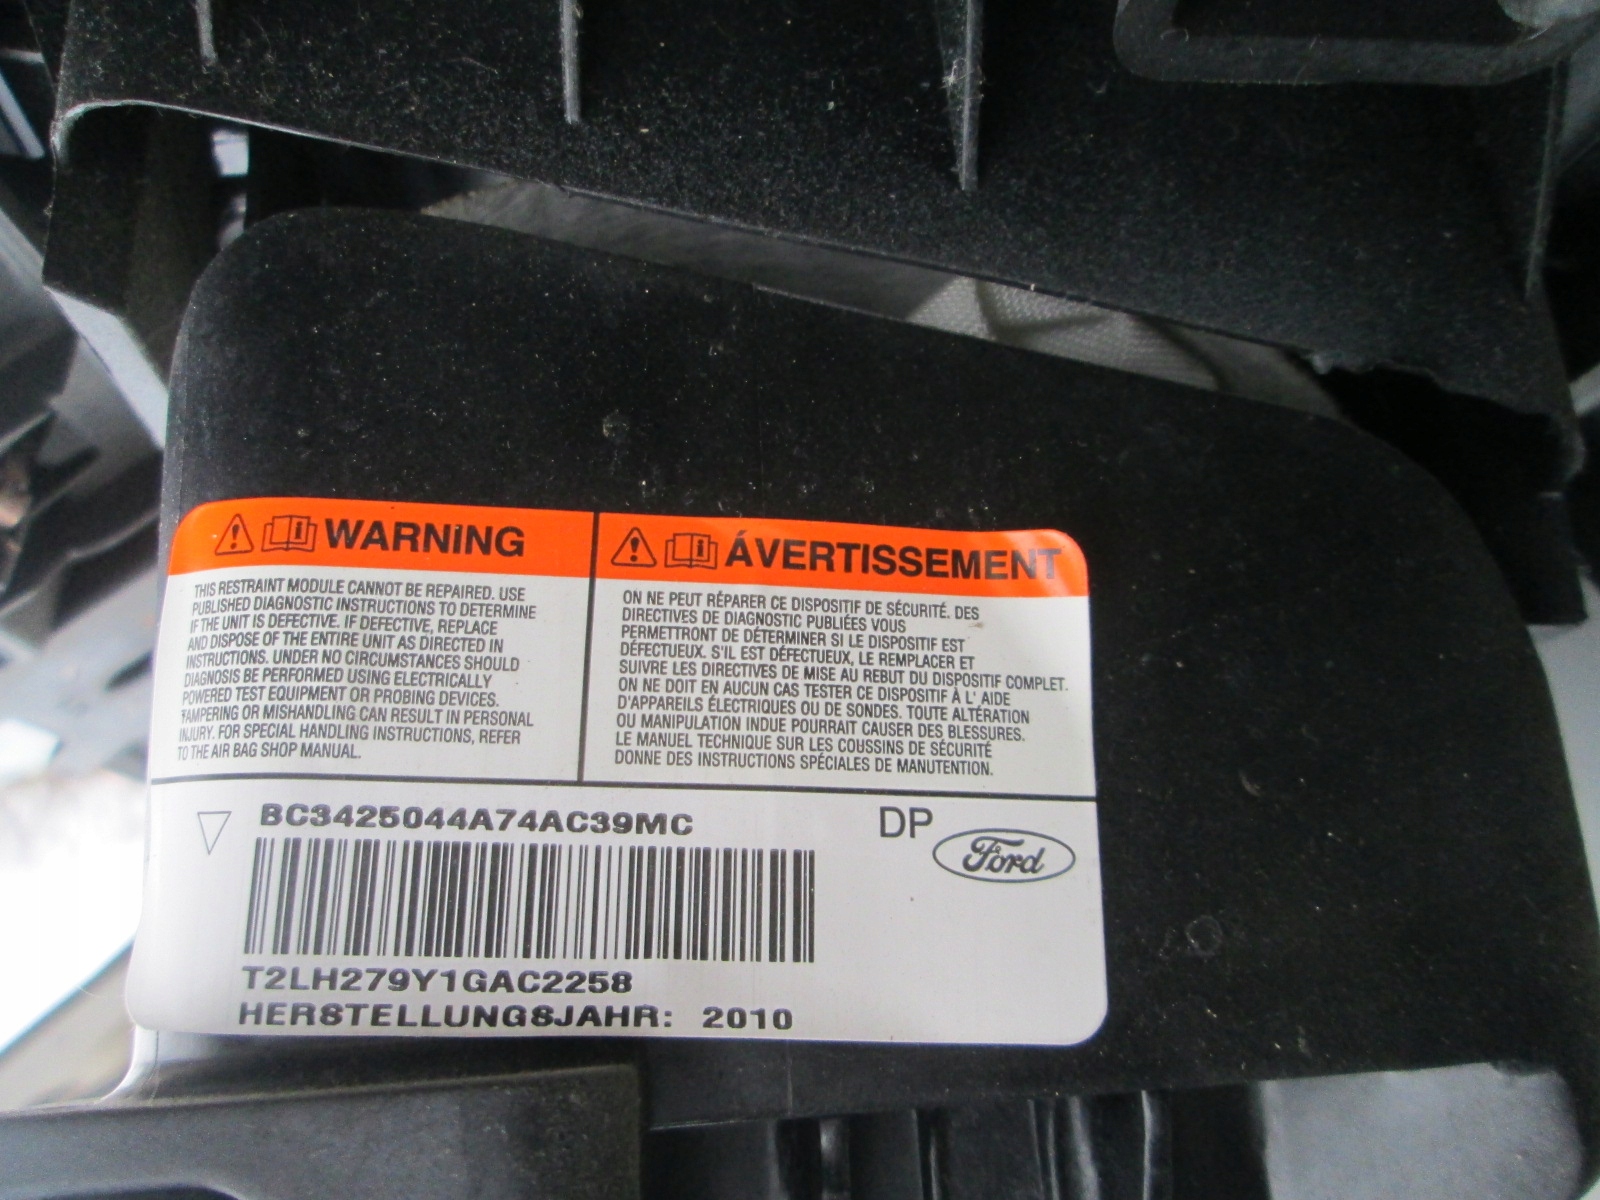 WARNING
THIS RESTRAINT MODULE CANNOT BE REPAIRED. USE
PUBLISHED DIAGNOSTIC INSTRUCTIONS TO DETERMINE
IF THE UNIT IS DEFECTIVE. IF DEFECTIVE, REPLACE
AND DISPOSE OF THE ENTIRE UNIT AS DIRECTED IN
INSTRUCTIONS. UNDER NO CIRCUMSTANCES SHOULD
DIAGNOSIS BE PERFORMED USING ELECTRICALLY
POWERED TEST EQUIPMENT OR PROBING DEVICES.
TAMPERING OR MISHANDLING CAN RESULT IN PERSONAL
INJURY. FOR SPECIAL HANDLING INSTRUCTIONS, REFER
TO THE AIR BAG SHOP MANUAL.
ÁVERTISSEMENT
ON NE PEUT RÉPARER CE DISPOSITIF DE SÉCURITÉ. DES
DIRECTIVES DE DIAGNOSTIC PUBLIÉES VOUS
PERMETTRONT DE DÉTERMINER SI LE DISPOSITIF EST
DÉFECTUEUX. S'IL EST DÉFECTUEUX, LE REMPLACER ET
SUIVRE LES DIRECTIVES DE MISE AU REBUT DU DISPOSITIF COMPLET.
ON NE DOIT EN AUCUN CAS TESTER CE DISPOSITIF À L' AIDE
D'APPAREILS ÉLECTRIQUES OU DE SONDES. TOUTE ALTÉRATION
OU MANIPULATION INDUE POURRAIT CAUSER DES BLESSURES.
LE MANUEL TECHNIQUE SUR LES COUSSINS DE SÉCURITÉ
DONNE DES INSTRUCTIONS SPÉCIALES DE MANUTENTION.
BC3425044A74AC39MC
DP
Ford
T2LH279Y1GAC2258
HERSTELLUNGSJAHR: 2010